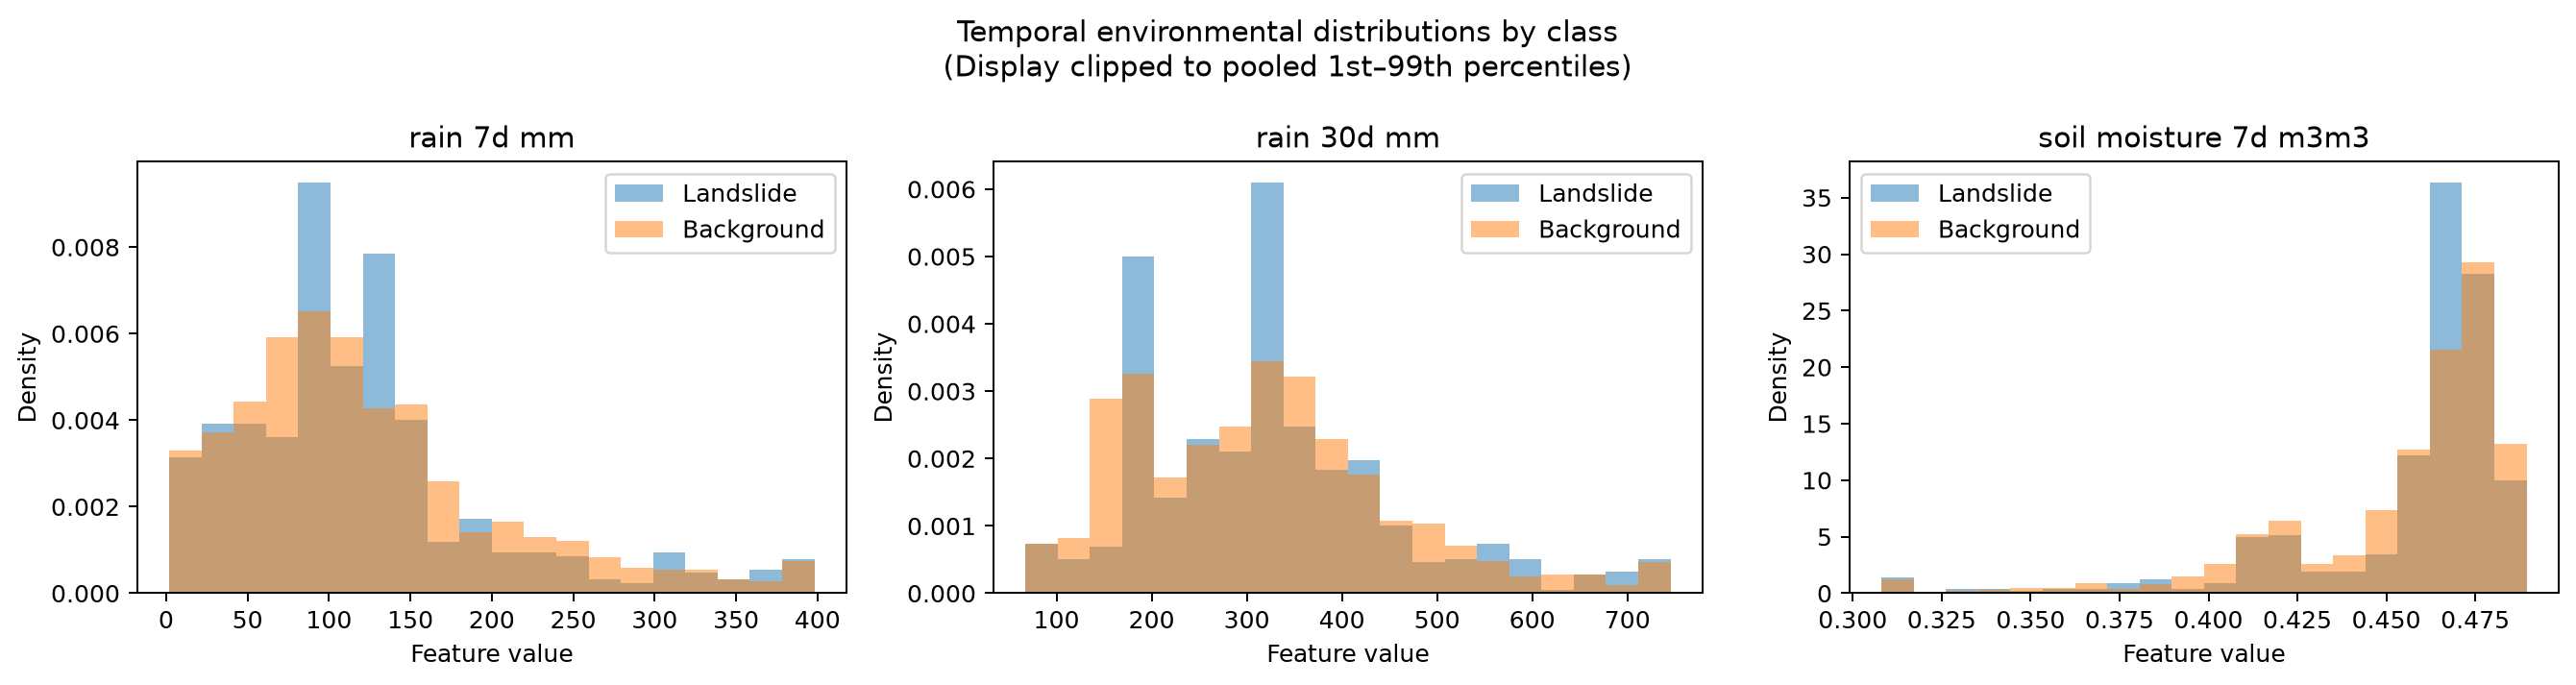 Temporal environmental distributions by class
(Display clipped to pooled 1st–99th percentiles)
rain 7d mm
Landslide
Background
0.008
0.006
0.004
0.002
0.000
Density
0 50 100 150 200 250 300 350 400
Feature value
rain 30d mm
Landslide
Background
0.006
0.005
0.004
0.003
0.002
0.001
0.000
Density
100 200 300 400 500 600 700
Feature value
soil moisture 7d m3m3
Landslide
Background
35
30
25
20
15
10
5
0
Density
0.300 0.325 0.350 0.375 0.400 0.425 0.450 0.475
Feature value